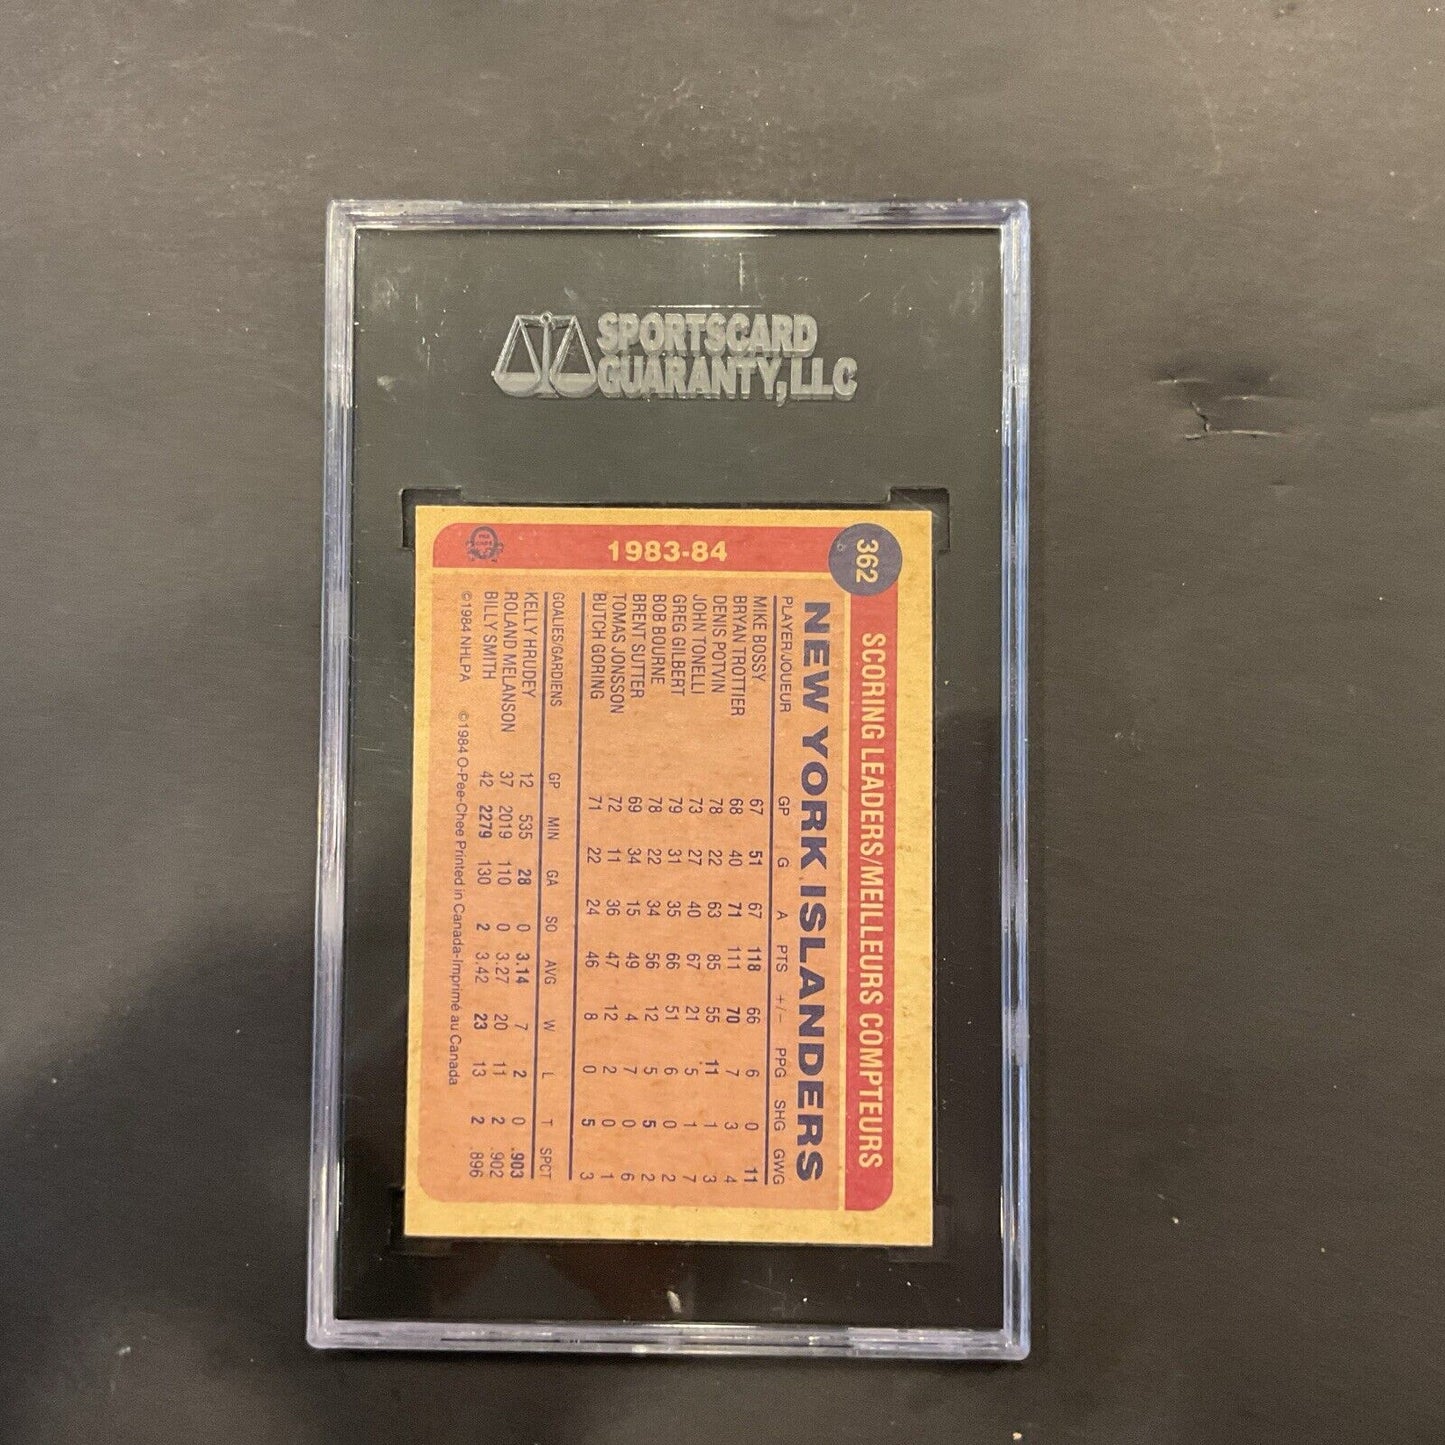 SPORTSCARD
GUARANTY, LLC
362
SCORING LEADERS/MEILLEURS COMPTEURS
1983-84
NEW YORK ISLANDERS
PLAYER/JOUEUR GP G A PTS +/− PPG SHG GWG
MIKE BOSSY 67 51 67 118 66 6 0 11
BRYAN TROTTIER 68 40 71 111 70 7 3 4
DENIS POTVIN 78 22 63 85 55 11 1 3
JOHN TONELLI 73 27 40 67 21 5 1 7
GREG GILBERT 79 31 35 66 51 6 0 2
BOB BOURNE 78 22 34 56 12 5 5 2
BRENT SUTTER 69 34 15 49 4 7 0 6
TOMAS JONSSON 72 11 36 47 12 2 0 1
BUTCH GORING 71 22 24 46 8 0 5 3
GOALIES/GARDIENS GP MIN GA SO AVG W L T SPCT
KELLY HRUDEY 12 535 28 0 3.14 7 2 0 .903
ROLAND MELANSON 37 2019 110 0 3.27 20 11 2 .902
BILLY SMITH 42 2279 130 2 3.42 23 13 2 .896
©1984 NHLPA ©1984 O-Pee-Chee Printed in Canada-Imprimé au Canada